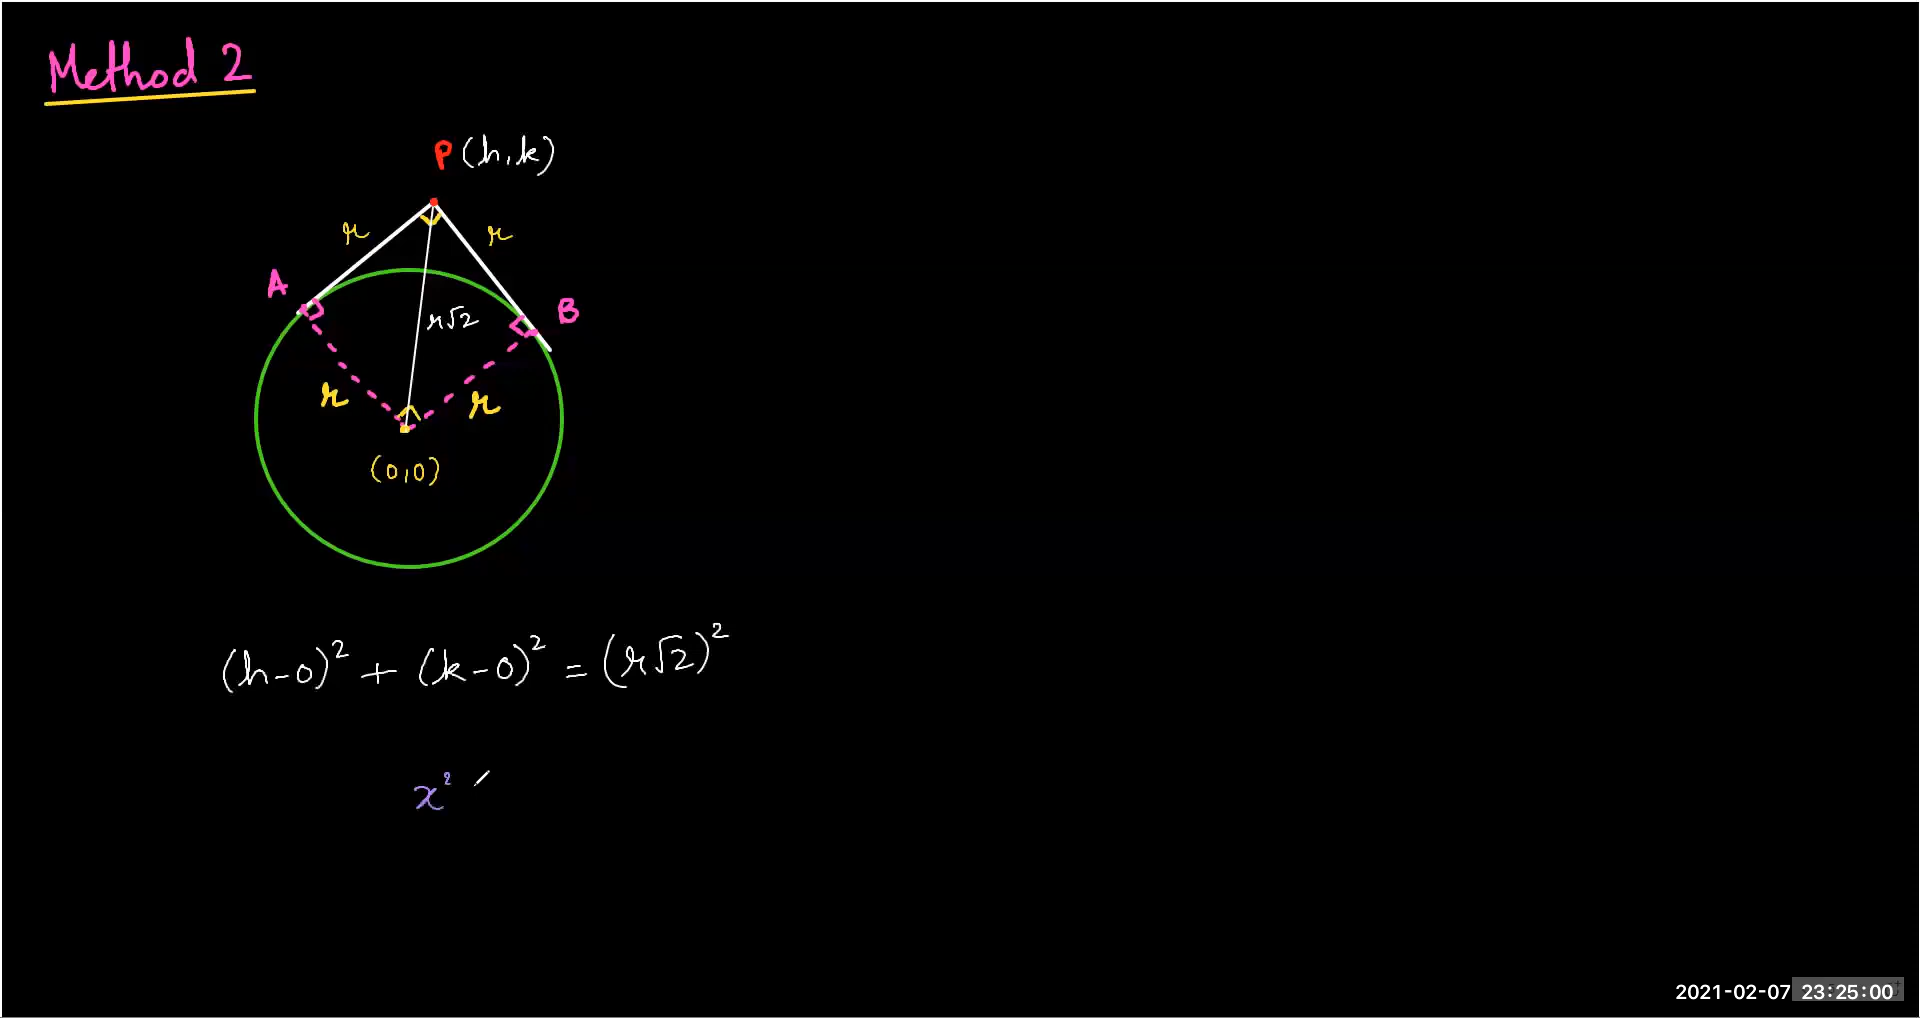 Method 2
P (h, k)
r r
A
B
r√2
r r
(0,0)
(h-0)² + (k-0)² = (r√2)²
x²
2021-02-07 23:25:00